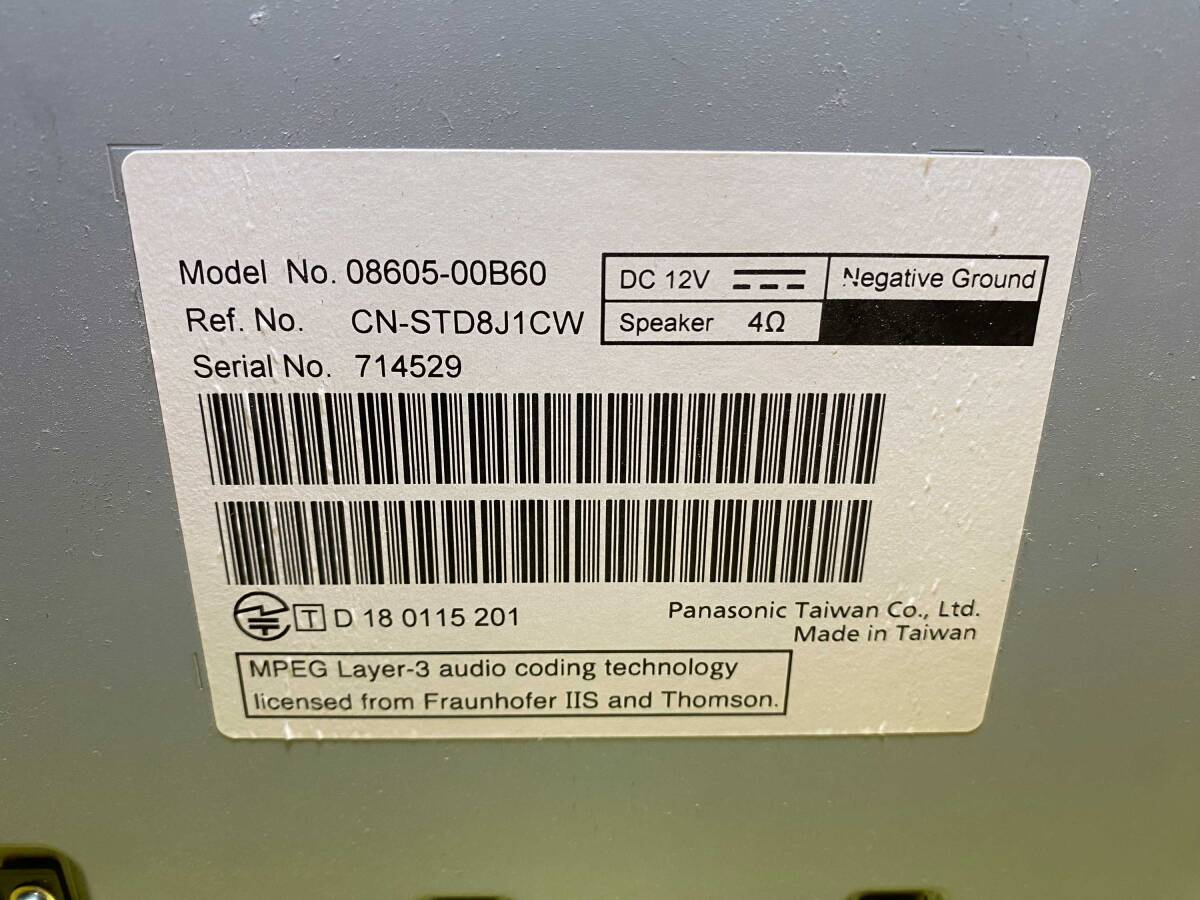 Model No. 08605-00B60
Ref. No. CN-STD8J1CW
Serial No. 714529
DC 12V Negative Ground
Speaker 4Ω
T D 18 0115 201
Panasonic Taiwan Co., Ltd.
Made in Taiwan
MPEG Layer-3 audio coding technology
licensed from Fraunhofer IIS and Thomson.